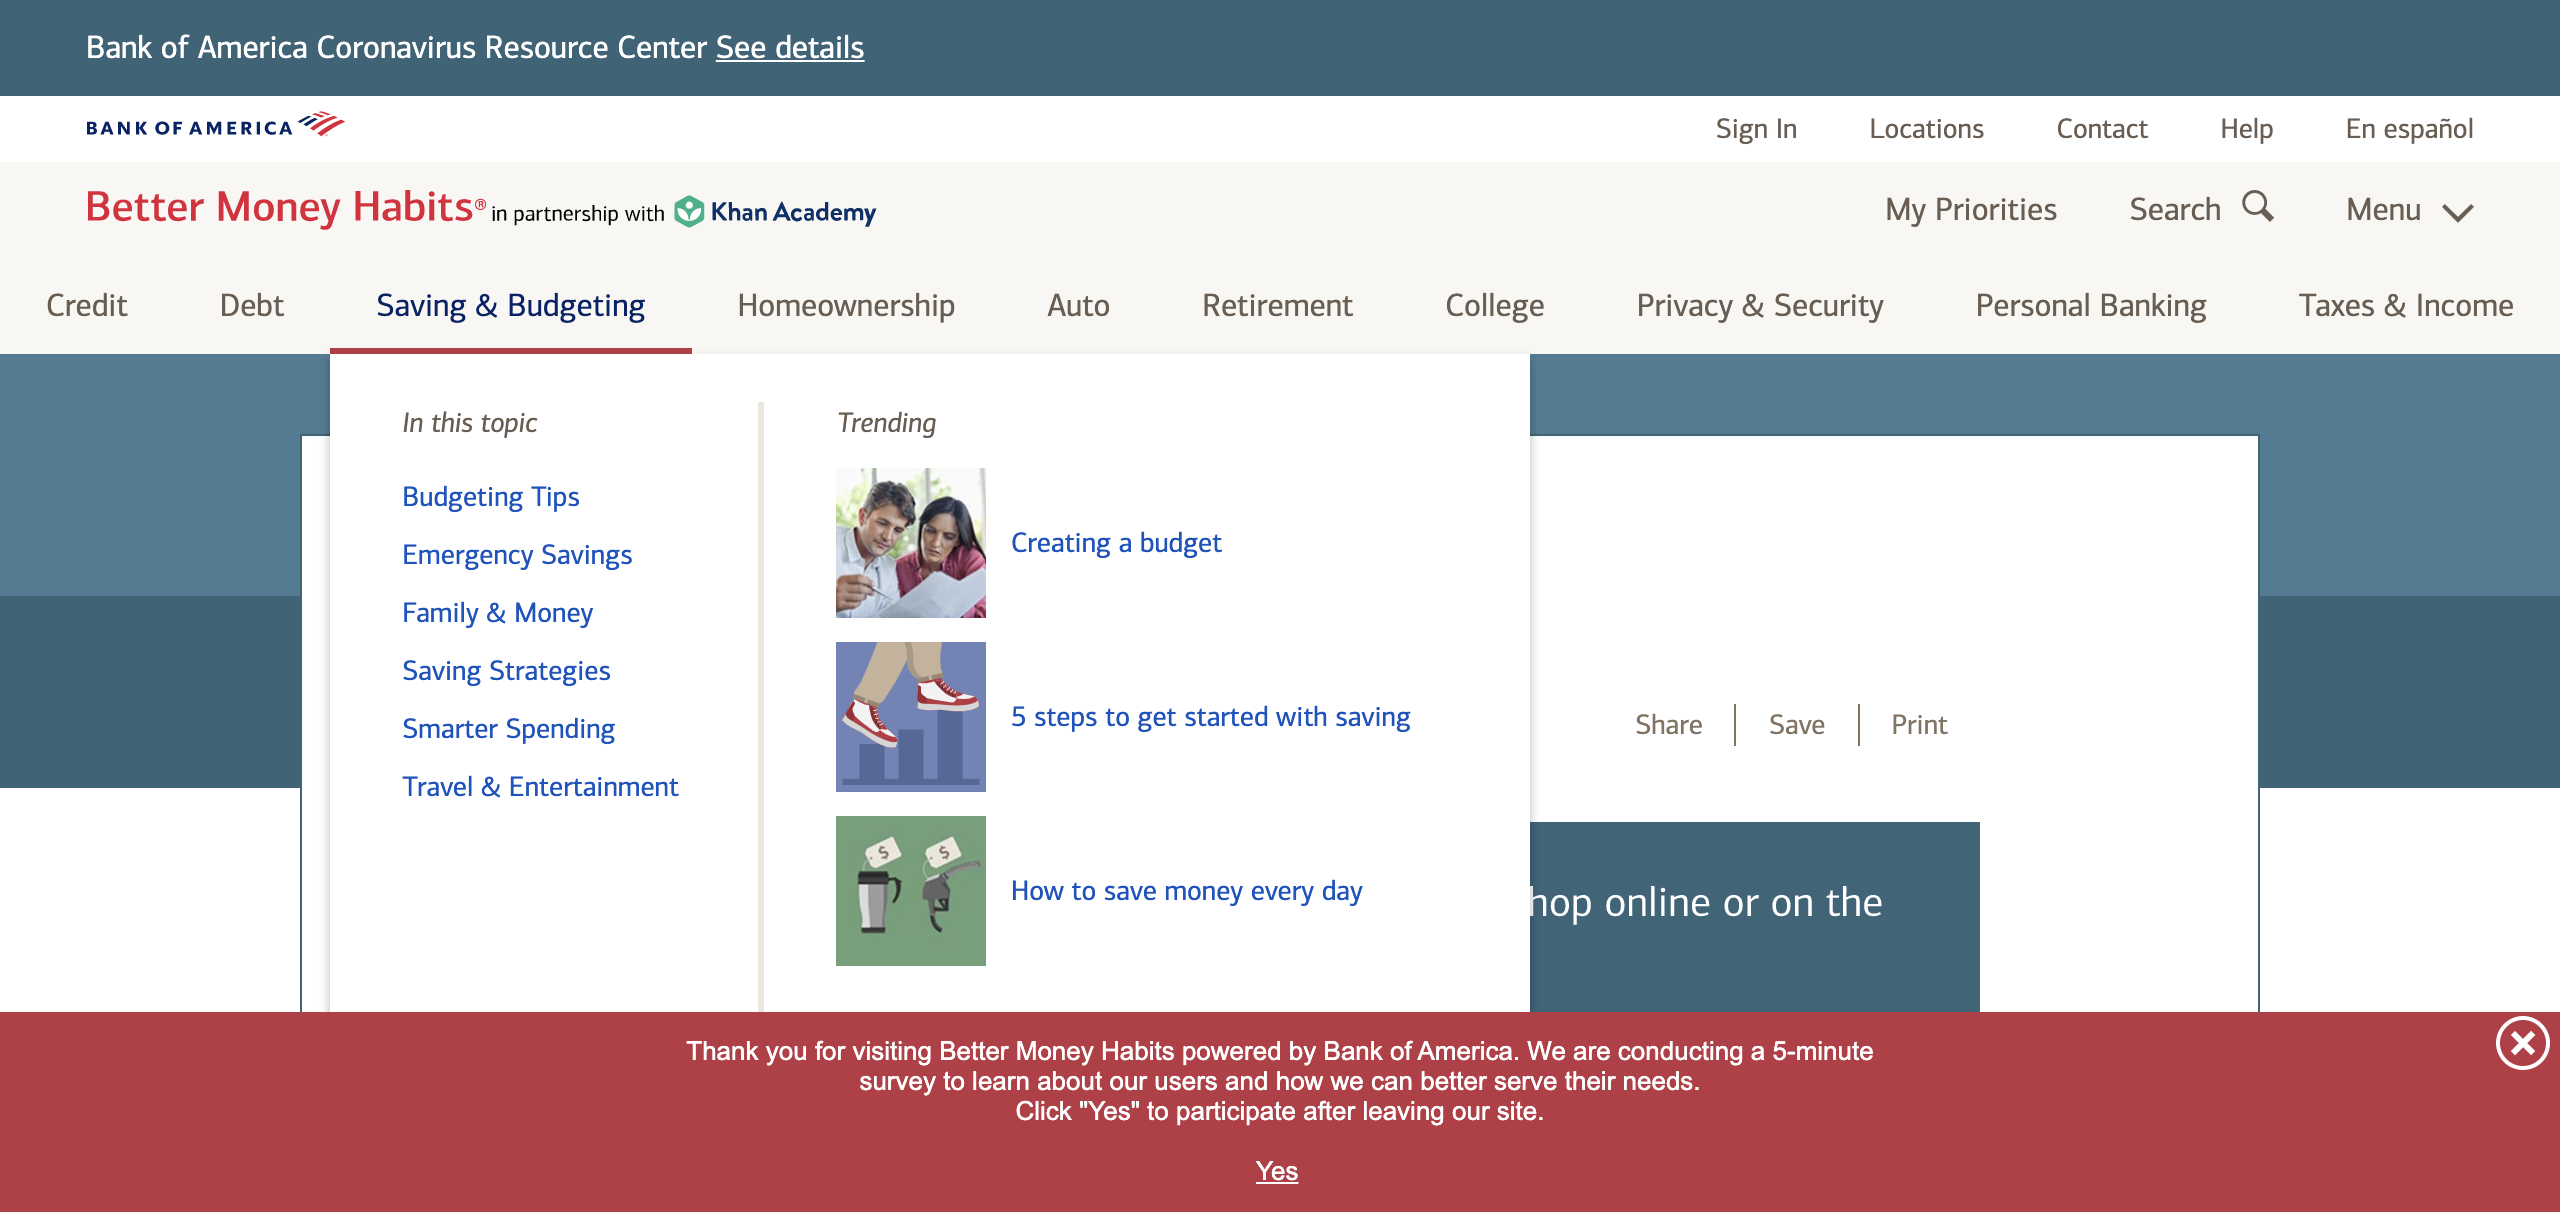 Bank of America Coronavirus Resource Center See details
BANK OF AMERICA
Sign In Locations Contact Help En español
Better Money Habits® in partnership with Khan Academy
My Priorities Search Menu
Credit Debt Saving & Budgeting Homeownership Auto Retirement College Privacy & Security Personal Banking Taxes & Income
In this topic
Budgeting Tips
Emergency Savings
Family & Money
Saving Strategies
Smarter Spending
Travel & Entertainment
Trending
Creating a budget
5 steps to get started with saving
$ $
How to save money every day
Share Save Print
hop online or on the
Thank you for visiting Better Money Habits powered by Bank of America. We are conducting a 5-minute
survey to learn about our users and how we can better serve their needs.
Click "Yes" to participate after leaving our site.
Yes